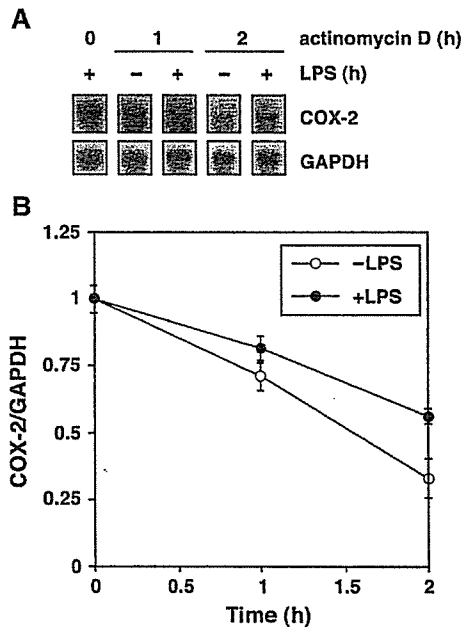 A
0 1 2 actinomycin D (h)
+ − + − + LPS (h)
COX-2
GAPDH
B
1.25
1
0.75
0.5
0.25
0
COX-2/GAPDH
−LPS
+LPS
0 0.5 1 1.5 2
Time (h)